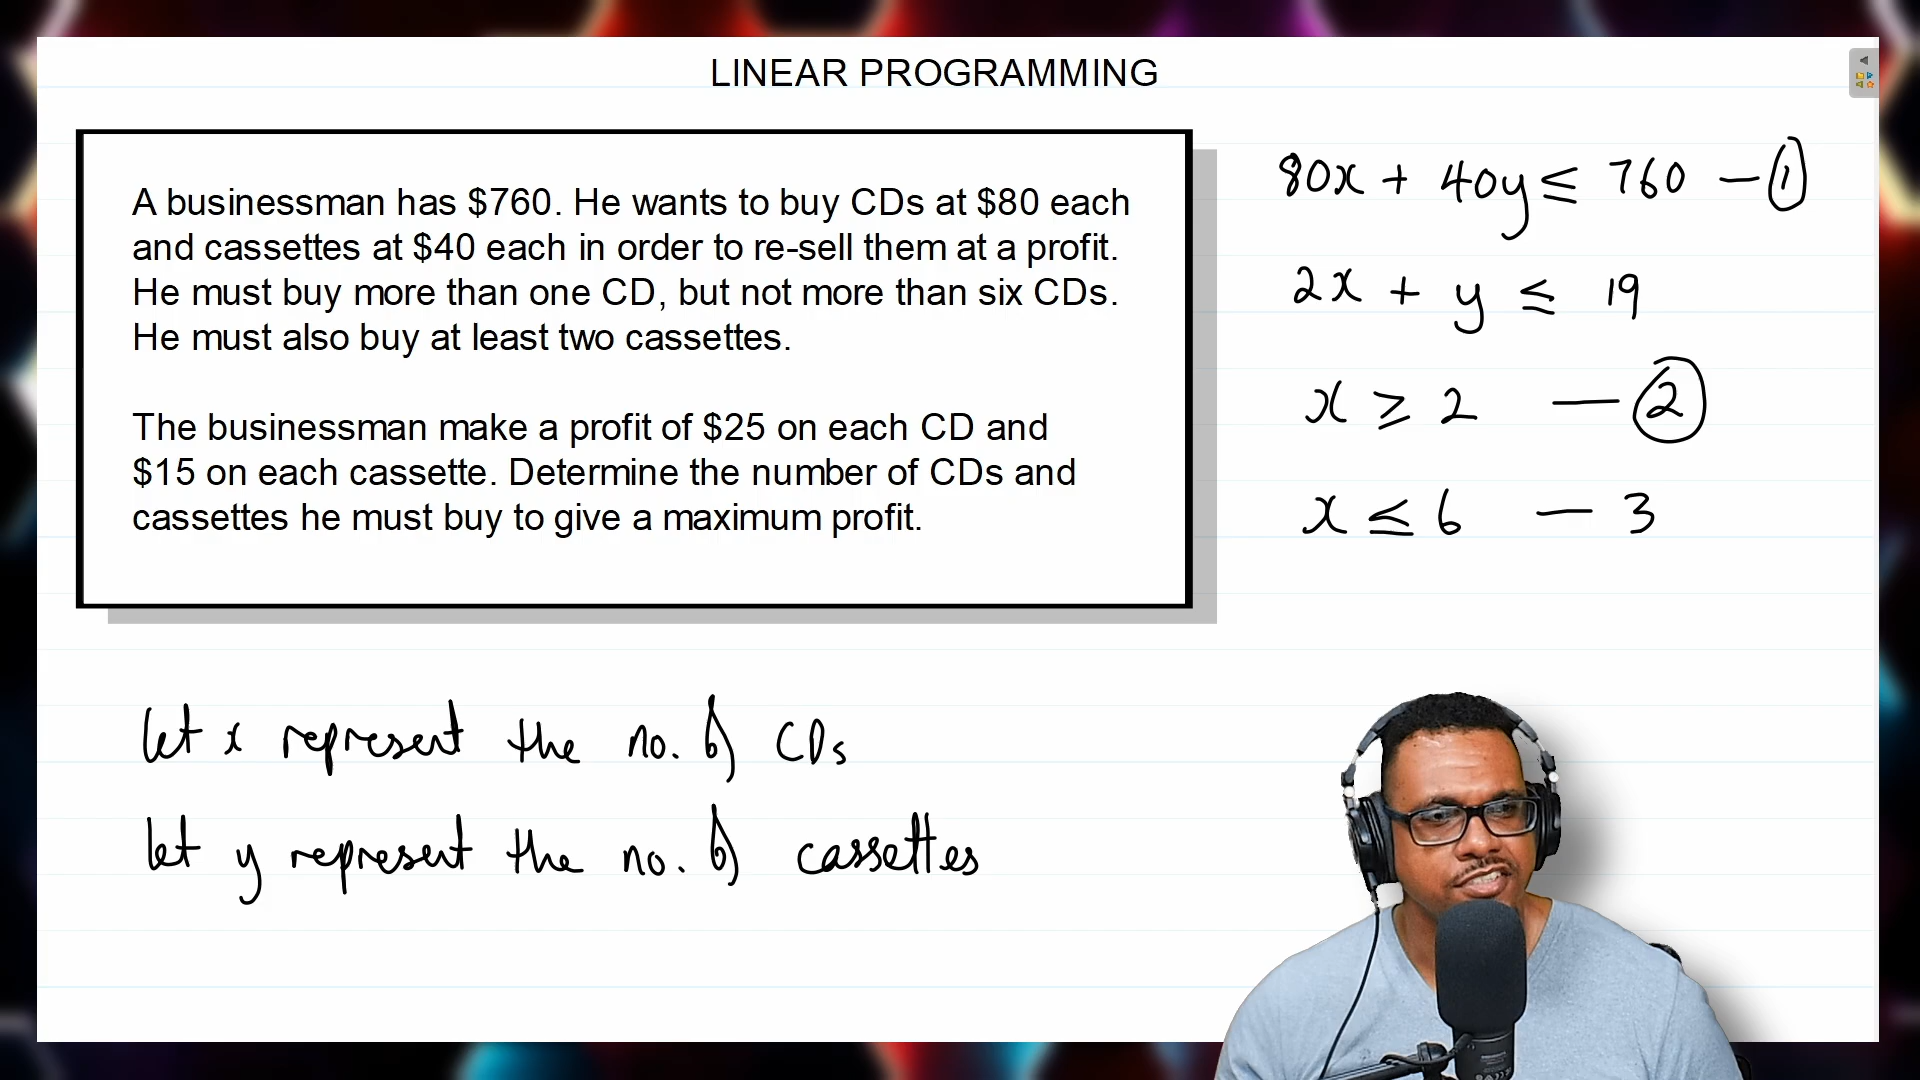 LINEAR PROGRAMMING
A businessman has $760. He wants to buy CDs at $80 each
and cassettes at $40 each in order to re-sell them at a profit.
He must buy more than one CD, but not more than six CDs.
He must also buy at least two cassettes.
The businessman make a profit of $25 on each CD and
$15 on each cassette. Determine the number of CDs and
cassettes he must buy to give a maximum profit.
80x + 40y ≤ 760 — ①
2x + y ≤ 19
x ≥ 2 — ②
x ≤ 6 — 3
let x represent the no. of CDs
let y represent the no. of cassettes